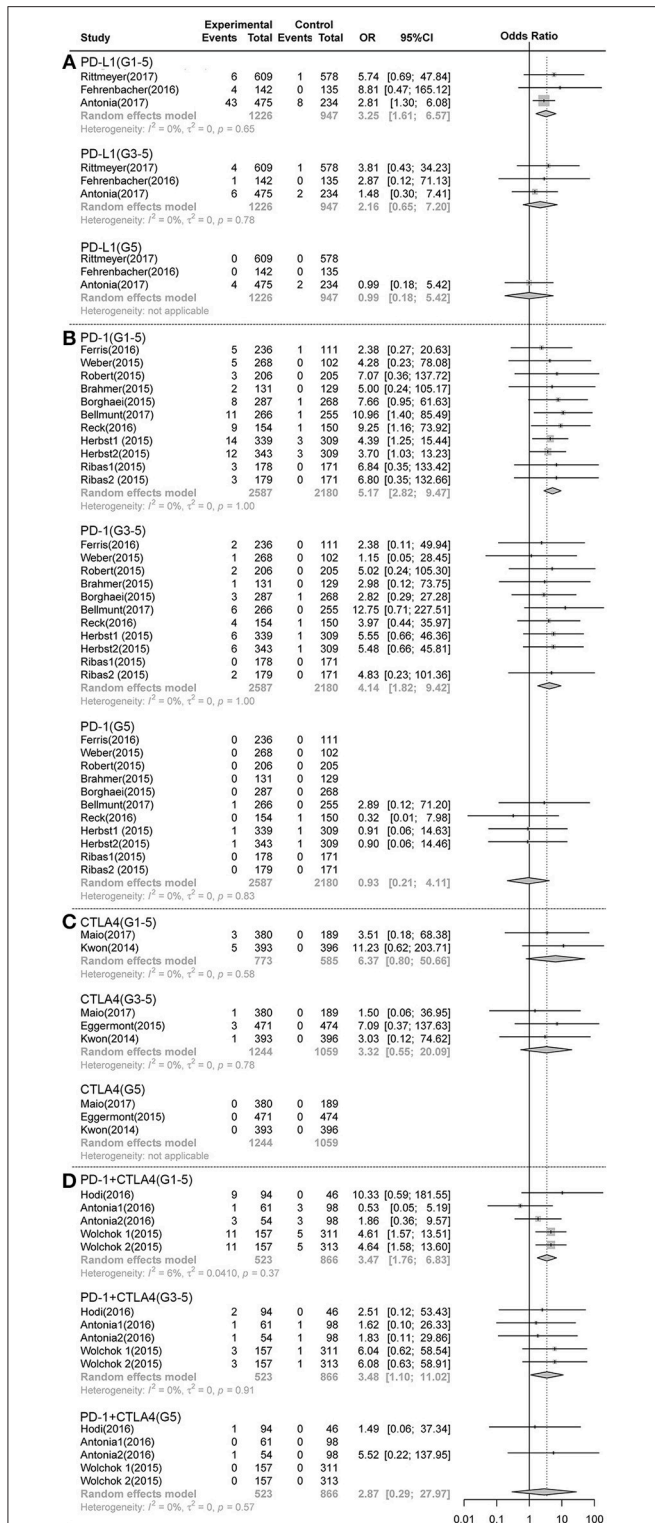 Experimental Control
Study Events Total Events Total OR 95%CI Odds Ratio
A PD-L1(G1-5)
Rittmeyer(2017) 6 609 1 578 5.74 [0.69; 47.84]
Fehrenbacher(2016) 4 142 0 135 8.81 [0.47; 165.12]
Antonia(2017) 43 475 8 234 2.81 [1.30; 6.08]
Random effects model 1226 947 3.25 [1.61; 6.57]
Heterogeneity: I² = 0%, τ² = 0, p = 0.65
PD-L1(G3-5)
Rittmeyer(2017) 4 609 1 578 3.81 [0.43; 34.23]
Fehrenbacher(2016) 1 142 0 135 2.87 [0.12; 71.13]
Antonia(2017) 6 475 2 234 1.48 [0.30; 7.41]
Random effects model 1226 947 2.16 [0.65; 7.20]
Heterogeneity: I² = 0%, τ² = 0, p = 0.78
PD-L1(G5)
Rittmeyer(2017) 0 609 0 578
Fehrenbacher(2016) 0 142 0 135
Antonia(2017) 4 475 2 234 0.99 [0.18; 5.42]
Random effects model 1226 947 0.99 [0.18; 5.42]
Heterogeneity: not applicable
B PD-1(G1-5)
Ferris(2016) 5 236 1 111 2.38 [0.27; 20.63]
Weber(2015) 5 268 0 102 4.28 [0.23; 78.08]
Robert(2015) 3 206 0 205 7.07 [0.36; 137.72]
Brahmer(2015) 2 131 0 129 5.00 [0.24; 105.17]
Borghaei(2015) 8 287 1 268 7.66 [0.95; 61.63]
Bellmunt(2017) 11 266 1 255 10.96 [1.40; 85.49]
Reck(2016) 9 154 1 150 9.25 [1.16; 73.92]
Herbst1 (2015) 14 339 3 309 4.39 [1.25; 15.44]
Herbst2(2015) 12 343 3 309 3.70 [1.03; 13.23]
Ribas1(2015) 3 178 0 171 6.84 [0.35; 133.42]
Ribas2 (2015) 3 179 0 171 6.80 [0.35; 132.66]
Random effects model 2587 2180 5.17 [2.82; 9.47]
Heterogeneity: I² = 0%, τ² = 0, p = 1.00
PD-1(G3-5)
Ferris(2016) 2 236 0 111 2.38 [0.11; 49.94]
Weber(2015) 1 268 0 102 1.15 [0.05; 28.45]
Robert(2015) 2 206 0 205 5.02 [0.24; 105.30]
Brahmer(2015) 1 131 0 129 2.98 [0.12; 73.75]
Borghaei(2015) 3 287 1 268 2.82 [0.29; 27.28]
Bellmunt(2017) 6 266 0 255 12.75 [0.71; 227.51]
Reck(2016) 4 154 1 150 3.97 [0.44; 35.97]
Herbst1 (2015) 6 339 1 309 5.55 [0.66; 46.36]
Herbst2(2015) 6 343 1 309 5.48 [0.66; 45.81]
Ribas1(2015) 0 178 0 171
Ribas2 (2015) 2 179 0 171 4.83 [0.23; 101.36]
Random effects model 2587 2180 4.14 [1.82; 9.42]
Heterogeneity: I² = 0%, τ² = 0, p = 1.00
PD-1(G5)
Ferris(2016) 0 236 0 111
Weber(2015) 0 268 0 102
Robert(2015) 0 206 0 205
Brahmer(2015) 0 131 0 129
Borghaei(2015) 0 287 0 268
Bellmunt(2017) 1 266 0 255 2.89 [0.12; 71.20]
Reck(2016) 0 154 1 150 0.32 [0.01; 7.98]
Herbst1 (2015) 1 339 1 309 0.91 [0.06; 14.63]
Herbst2(2015) 1 343 1 309 0.90 [0.06; 14.46]
Ribas1(2015) 0 178 0 171
Ribas2 (2015) 0 179 0 171
Random effects model 2587 2180 0.93 [0.21; 4.11]
Heterogeneity: I² = 0%, τ² = 0, p = 0.83
C CTLA4(G1-5)
Maio(2017) 3 380 0 189 3.51 [0.18; 68.38]
Kwon(2014) 5 393 0 396 11.23 [0.62; 203.71]
Random effects model 773 585 6.37 [0.80; 50.66]
Heterogeneity: I² = 0%, τ² = 0, p = 0.58
CTLA4(G3-5)
Maio(2017) 1 380 0 189 1.50 [0.06; 36.95]
Eggermont(2015) 3 471 0 474 7.09 [0.37; 137.63]
Kwon(2014) 1 393 0 396 3.03 [0.12; 74.62]
Random effects model 1244 1059 3.32 [0.55; 20.09]
Heterogeneity: I² = 0%, τ² = 0, p = 0.78
CTLA4(G5)
Maio(2017) 0 380 0 189
Eggermont(2015) 0 471 0 474
Kwon(2014) 0 393 0 396
Random effects model 1244 1059
Heterogeneity: not applicable
D PD-1+CTLA4(G1-5)
Hodi(2016) 9 94 0 46 10.33 [0.59; 181.55]
Antonia1(2016) 1 61 3 98 0.53 [0.05; 5.19]
Antonia2(2016) 3 54 3 98 1.86 [0.36; 9.57]
Wolchok 1(2015) 11 157 5 311 4.61 [1.57; 13.51]
Wolchok 2(2015) 11 157 5 313 4.64 [1.58; 13.60]
Random effects model 523 866 3.47 [1.76; 6.83]
Heterogeneity: I² = 6%, τ² = 0.0410, p = 0.37
PD-1+CTLA4(G3-5)
Hodi(2016) 2 94 0 46 2.51 [0.12; 53.43]
Antonia1(2016) 1 61 1 98 1.62 [0.10; 26.33]
Antonia2(2016) 1 54 1 98 1.83 [0.11; 29.86]
Wolchok 1(2015) 3 157 1 311 6.04 [0.62; 58.54]
Wolchok 2(2015) 3 157 1 313 6.08 [0.63; 58.91]
Random effects model 523 866 3.48 [1.10; 11.02]
Heterogeneity: I² = 0%, τ² = 0, p = 0.91
PD-1+CTLA4(G5)
Hodi(2016) 1 94 0 46 1.49 [0.06; 37.34]
Antonia1(2016) 0 61 0 98
Antonia2(2016) 1 54 0 98 5.52 [0.22; 137.95]
Wolchok 1(2015) 0 157 0 311
Wolchok 2(2015) 0 157 0 313
Random effects model 523 866 2.87 [0.29; 27.97]
Heterogeneity: I² = 0%, τ² = 0, p = 0.57
0.01 0.1 1 10 100